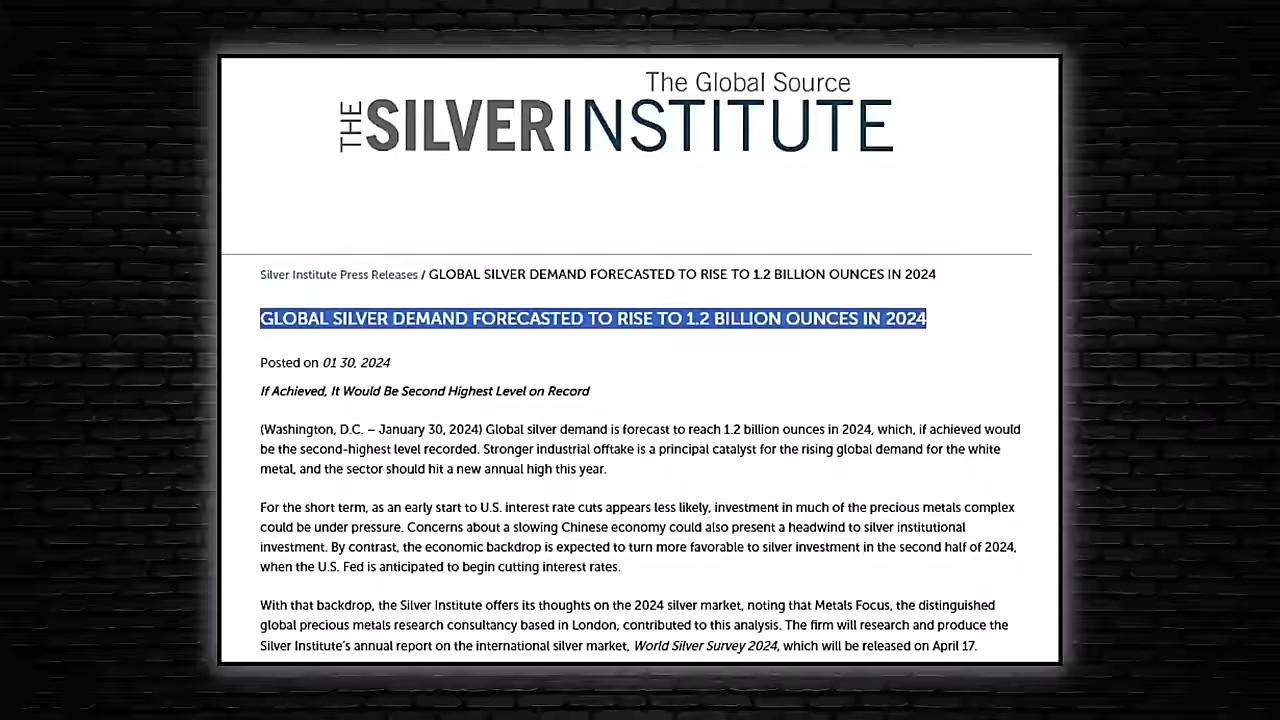 The Global Source
THE SILVER INSTITUTE
Silver Institute Press Releases / GLOBAL SILVER DEMAND FORECASTED TO RISE TO 1.2 BILLION OUNCES IN 2024
GLOBAL SILVER DEMAND FORECASTED TO RISE TO 1.2 BILLION OUNCES IN 2024
Posted on 01 30, 2024
If Achieved, It Would Be Second Highest Level on Record
(Washington, D.C. – January 30, 2024) Global silver demand is forecast to reach 1.2 billion ounces in 2024, which, if achieved would
be the second-highest level recorded. Stronger industrial offtake is a principal catalyst for the rising global demand for the white
metal, and the sector should hit a new annual high this year.
For the short term, as an early start to U.S. interest rate cuts appears less likely, investment in much of the precious metals complex
could be under pressure. Concerns about a slowing Chinese economy could also present a headwind to silver institutional
investment. By contrast, the economic backdrop is expected to turn more favorable to silver investment in the second half of 2024,
when the U.S. Fed is anticipated to begin cutting interest rates.
With that backdrop, the Silver Institute offers its thoughts on the 2024 silver market, noting that Metals Focus, the distinguished
global precious metals research consultancy based in London, contributed to this analysis. The firm will research and produce the
Silver Institute's annual report on the international silver market, World Silver Survey 2024, which will be released on April 17.